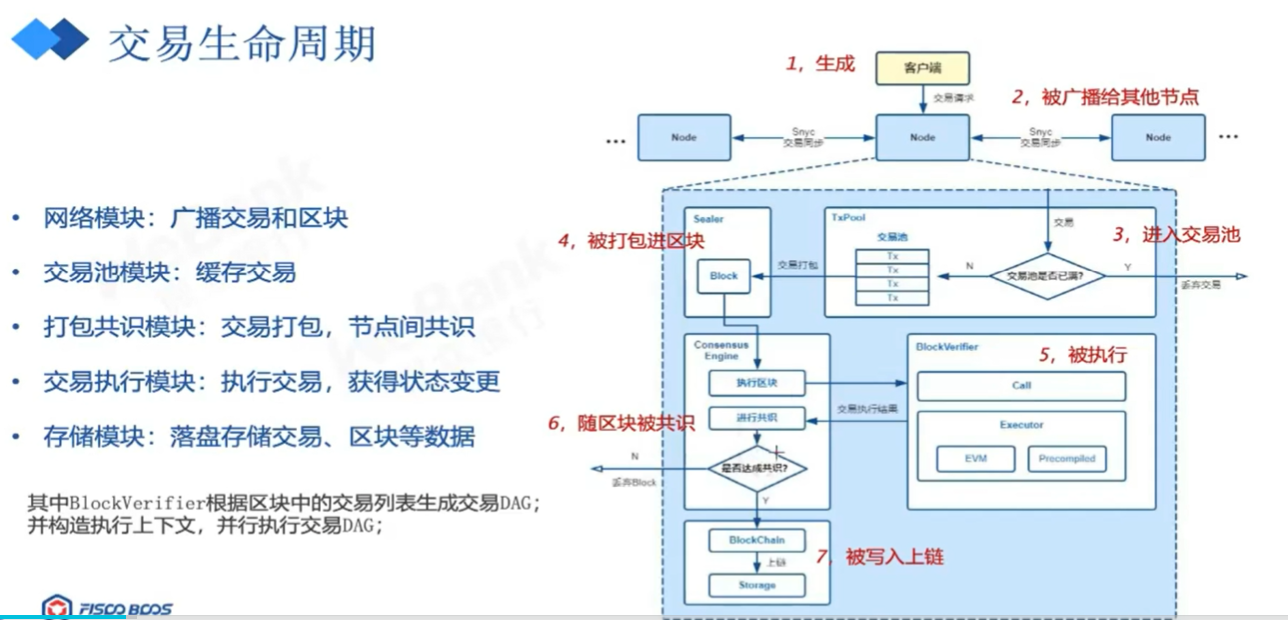 交易生命周期
• 网络模块：广播交易和区块
• 交易池模块：缓存交易
• 打包共识模块：交易打包，节点间共识
• 交易执行模块：执行交易，获得状态变更
• 存储模块：落盘存储交易、区块等数据
其中BlockVerifier根据区块中的交易列表生成交易DAG；
并构造执行上下文，并行执行交易DAG；
FISCO BCOS
1，生成
客户端
交易请求
2，被广播给其他节点
...
Node
Snyc
交易同步
Node
Snyc
交易同步
Node
...
Sealer
4，被打包进区块
Block
交易打包
TxPool
交易池
Tx
Tx
Tx
Tx
交易
3，进入交易池
N
交易池是否已满?
Y
丢弃交易
Consensus
Engine
执行区块
进行共识
交易执行结果
BlockVerifier
5，被执行
Call
Executor
EVM
Precompiled
6，随区块被共识
N
丢弃Block
是否达成共识?
Y
BlockChain
上链
Storage
7，被写入上链
WeBank
WeBank